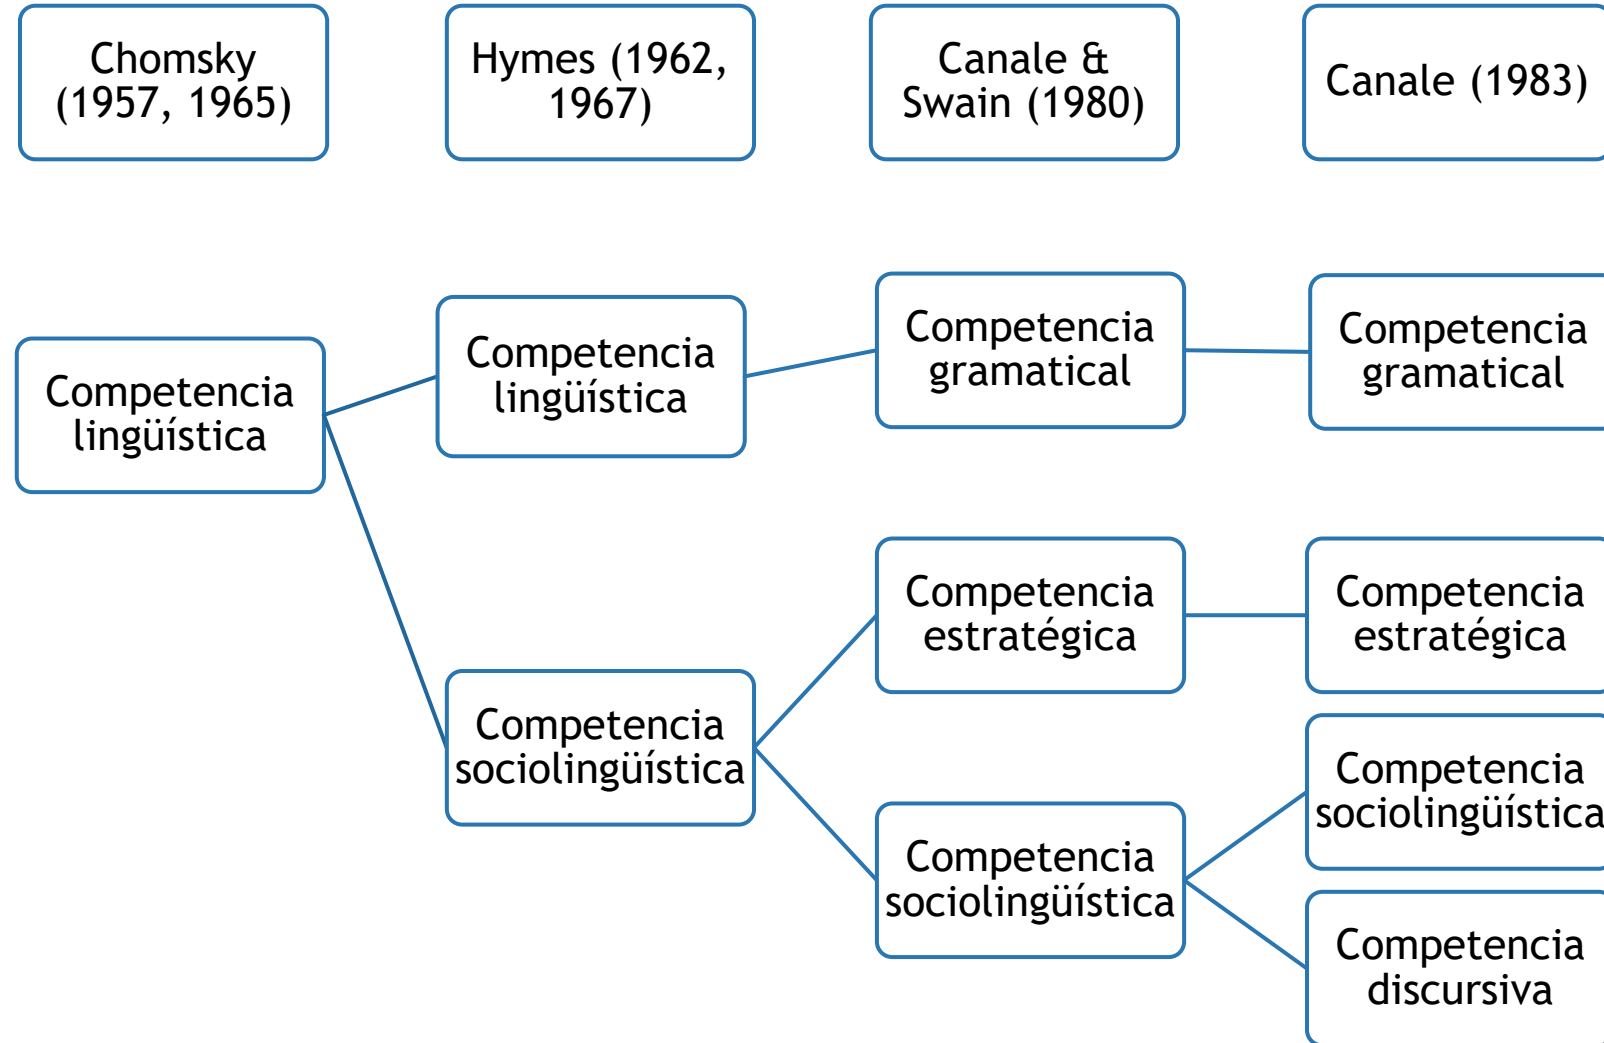 Chomsky
(1957, 1965)
Hymes (1962,
1967)
Canale &
Swain (1980)
Canale (1983)
Competencia
lingüística
Competencia
lingüística
Competencia
sociolingüística
Competencia
gramatical
Competencia
estratégica
Competencia
sociolingüística
Competencia
gramatical
Competencia
estratégica
Competencia
sociolingüística
Competencia
discursiva